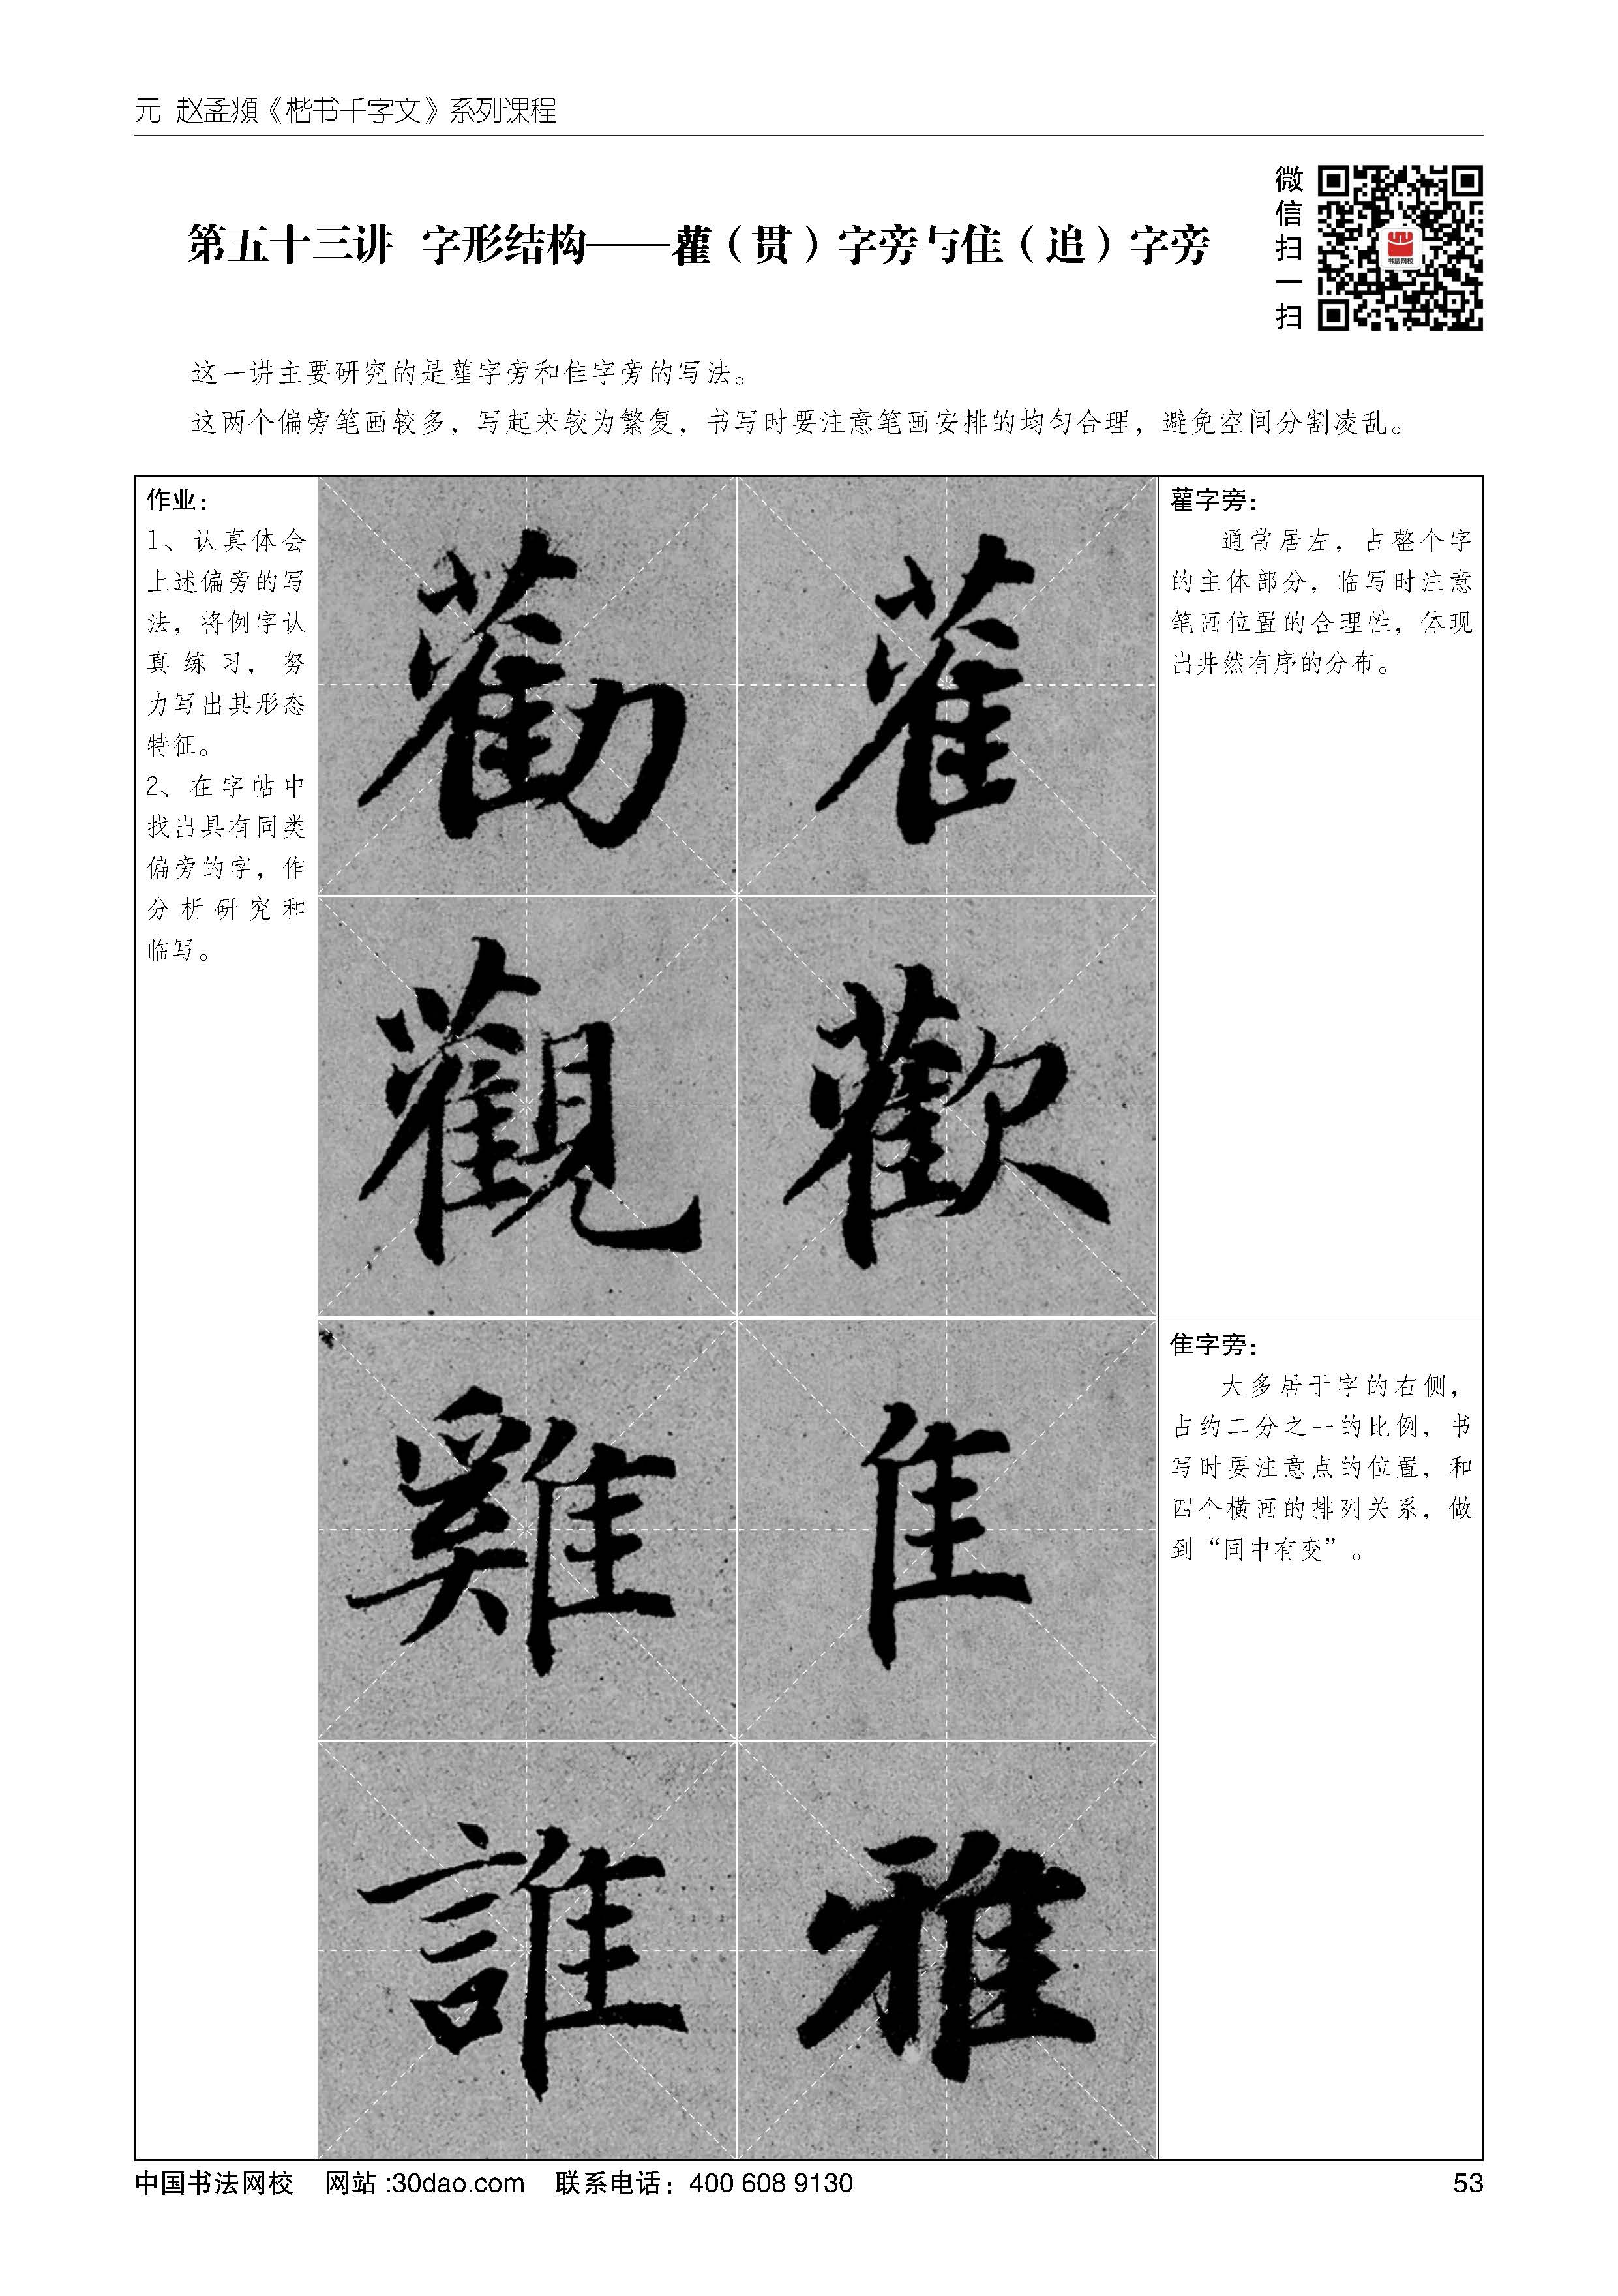 元 赵孟頫《楷书千字文》系列课程
微信扫一扫
书法网校
第五十三讲 字形结构——雚（贯）字旁与隹（追）字旁
这一讲主要研究的是雚字旁和隹字旁的写法。
这两个偏旁笔画较多，写起来较为繁复，书写时要注意笔画安排的均匀合理，避免空间分割凌乱。
作业：
1、认真体会
上述偏旁的写
法，将例字认
真练习，努
力写出其形态
特征。
2、在字帖中
找出具有同类
偏旁的字，作
分析研究和
临写。
勸 雚
觀 歡
雞 隹
誰 雅
雚字旁：
通常居左，占整个字
的主体部分，临写时注意
笔画位置的合理性，体现
出井然有序的分布。
隹字旁：
大多居于字的右侧，
占约二分之一的比例，书
写时要注意点的位置，和
四个横画的排列关系，做
到“同中有变”。
中国书法网校 网站:30dao.com 联系电话：400 608 9130
53